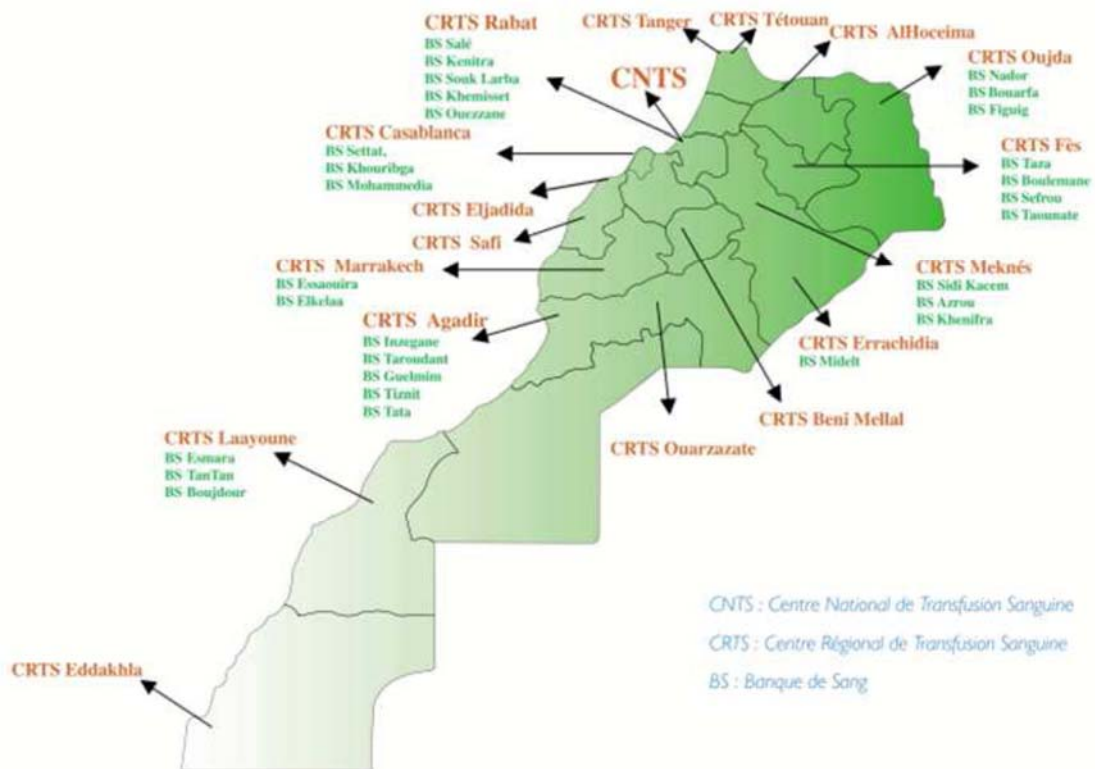 CRTS Rabat
BS Salé
BS Kenitra
BS Souk Larba
BS Khemisset
BS Ouezzane
CRTS Tanger
CRTS Tétouan
CRTS AlHoceima
CNTS
CRTS Oujda
BS Nador
BS Bouarfa
BS Figuig
CRTS Casablanca
BS Settat,
BS Khouribga
BS Mohammedia
CRTS Fès
BS Taza
BS Boulemane
BS Sefrou
BS Taounate
CRTS Eljadida
CRTS Safi
CRTS Marrakech
BS Essaouira
BS Elkelaa
CRTS Meknés
BS Sidi Kacem
BS Azrou
BS Khenifra
CRTS Agadir
BS Inzegane
BS Taroudant
BS Guelmim
BS Tiznit
BS Tata
CRTS Errachidia
BS Midelt
CRTS Beni Mellal
CRTS Ouarzazate
CRTS Laayoune
BS Esmara
BS TanTan
BS Boujdour
CRTS Eddakhla
CNTS : Centre National de Transfusion Sanguine
CRTS : Centre Régional de Transfusion Sanguine
BS : Banque de Sang